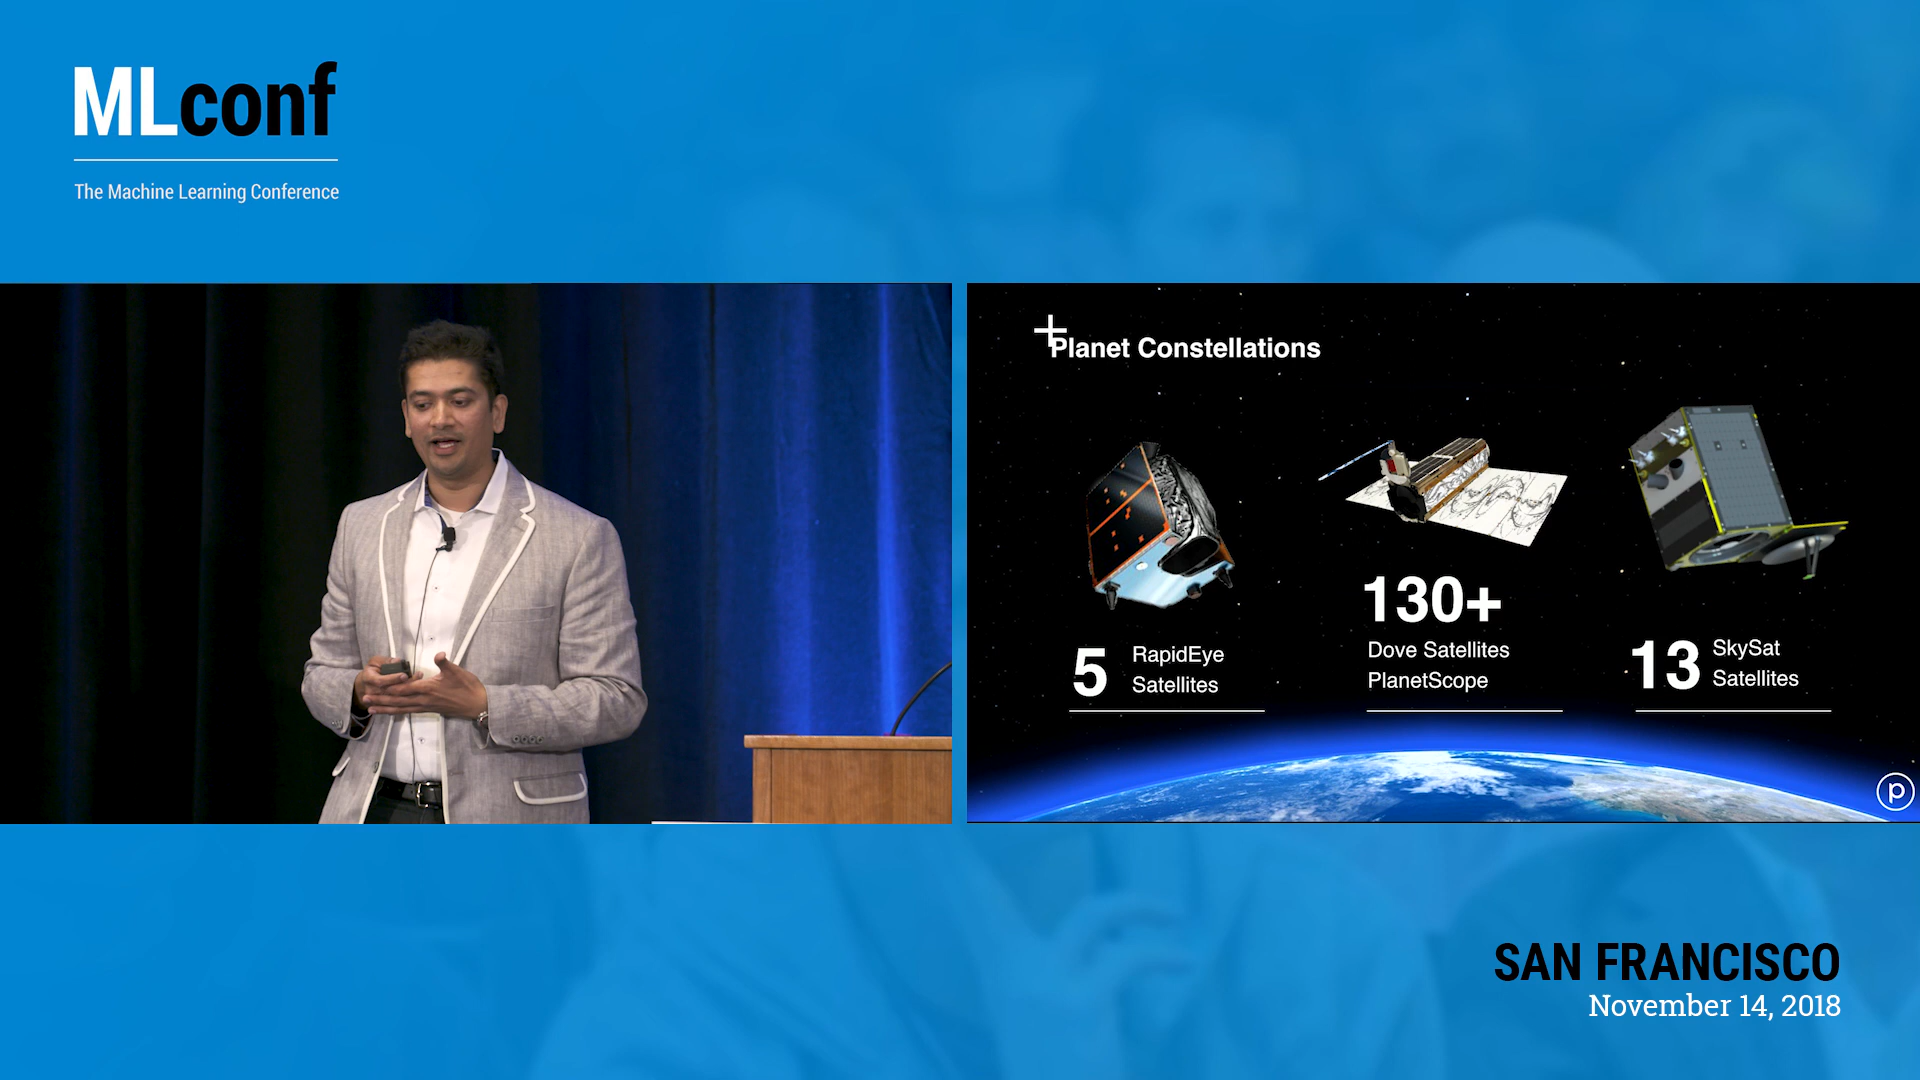 MLconf
The Machine Learning Conference
Planet Constellations
5
RapidEye
Satellites
130+
Dove Satellites
PlanetScope
13
SkySat
Satellites
p
SAN FRANCISCO
November 14, 2018